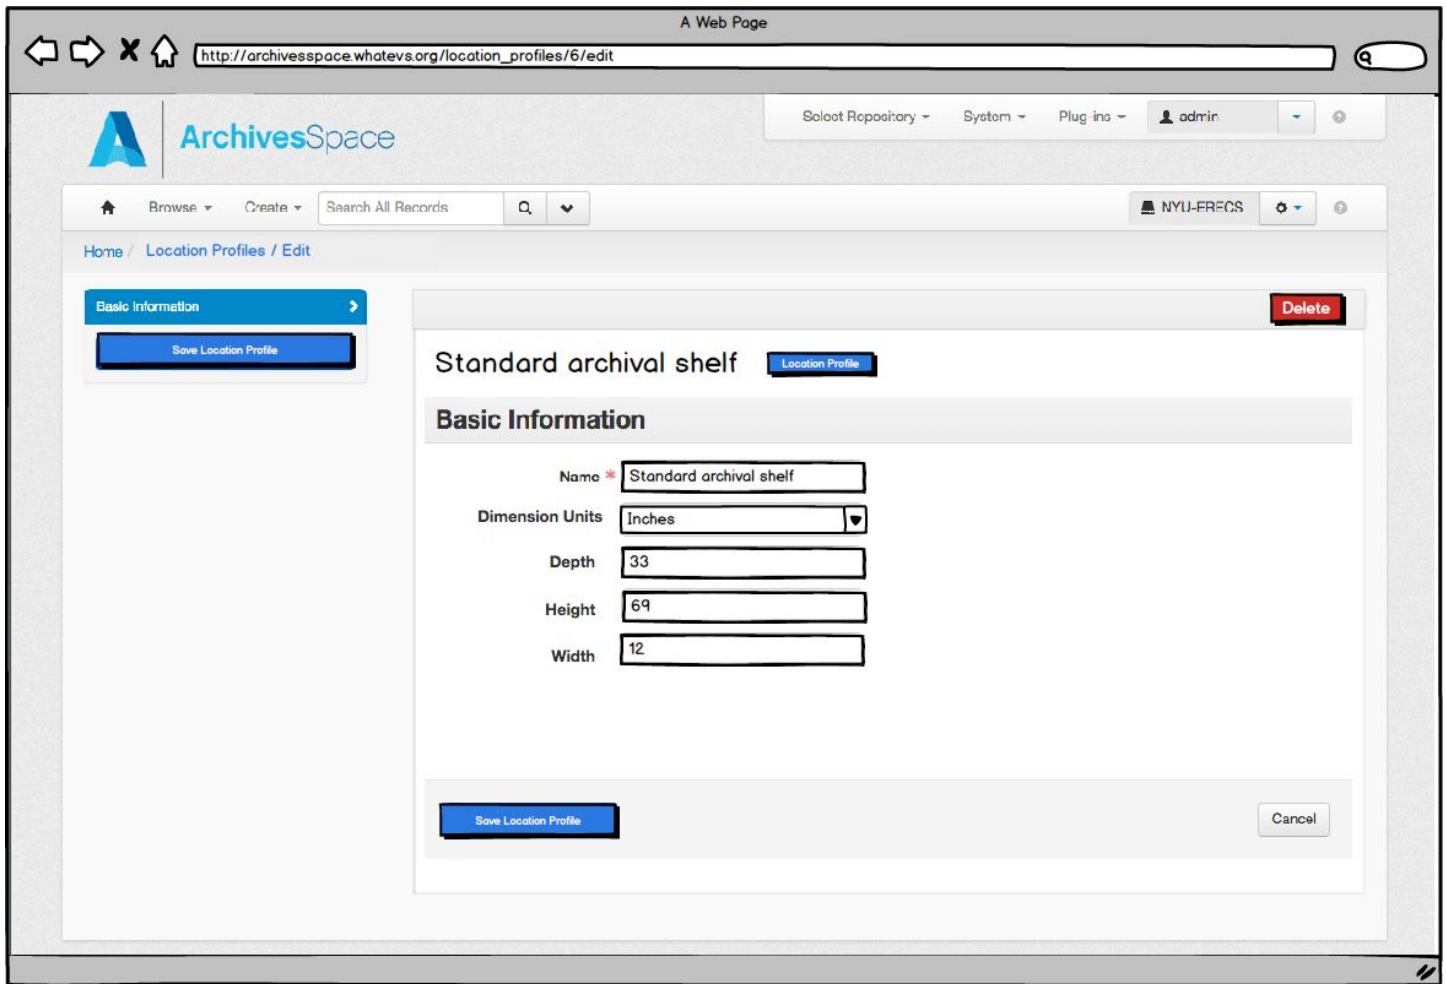 A Web Page
http://archivesspace.whatevs.org/location_profiles/6/edit
ArchivesSpace
Select Repository System Plug-ins admin
Browse Create Search All Records NYU-ERECS
Home / Location Profiles / Edit
Basic Information
Save Location Profile
Delete
Standard archival shelf Location Profile
Basic Information
Name * Standard archival shelf
Dimension Units Inches
Depth 33
Height 69
Width 12
Save Location Profile Cancel